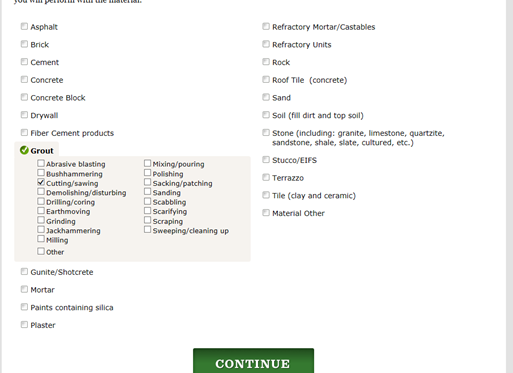 you will perform with the material.
Asphalt
Brick
Cement
Concrete
Concrete Block
Drywall
Fiber Cement products
Grout
Abrasive blasting
Bushhammering
Cutting/sawing
Demolishing/disturbing
Drilling/coring
Earthmoving
Grinding
Jackhammering
Milling
Other
Mixing/pouring
Polishing
Sacking/patching
Sanding
Scabbling
Scarifying
Scraping
Sweeping/cleaning up
Gunite/Shotcrete
Mortar
Paints containing silica
Plaster
Refractory Mortar/Castables
Refractory Units
Rock
Roof Tile (concrete)
Sand
Soil (fill dirt and top soil)
Stone (including: granite, limestone, quartzite,
sandstone, shale, slate, cultured, etc.)
Stucco/EIFS
Terrazzo
Tile (clay and ceramic)
Material Other
CONTINUE